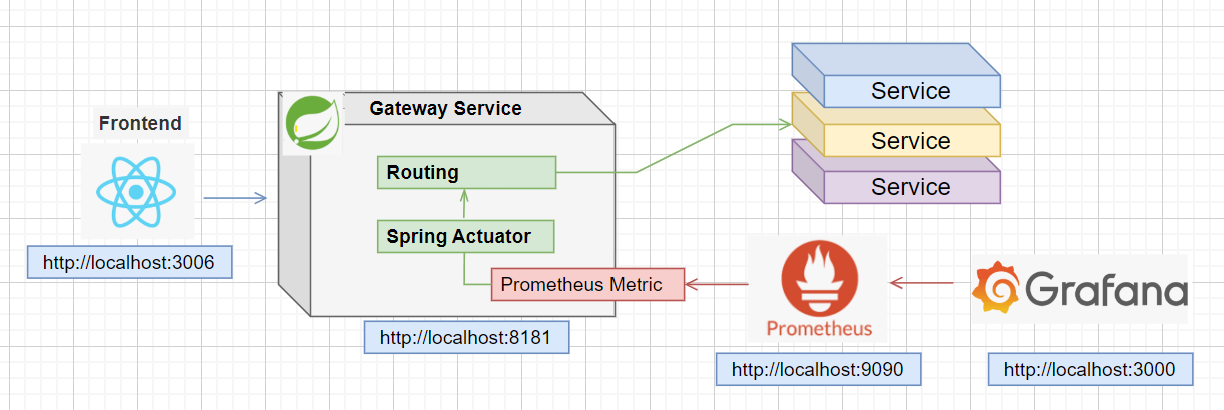 Frontend
http://localhost:3006
Gateway Service
Routing
Spring Actuator
Prometheus Metric
http://localhost:8181
Service
Service
Service
Prometheus
http://localhost:9090
Grafana
http://localhost:3000